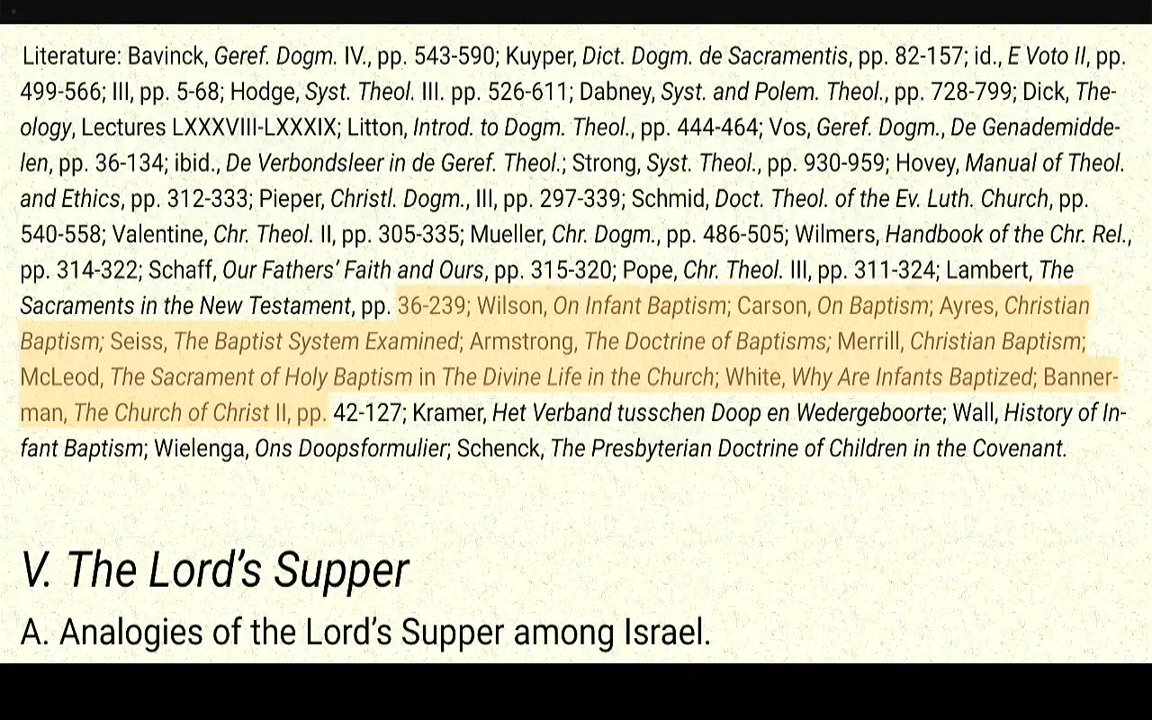 Literature: Bavinck, Geref. Dogm. IV., pp. 543-590; Kuyper, Dict. Dogm. de Sacramentis, pp. 82-157; id., E Voto II, pp.
499-566; III, pp. 5-68; Hodge, Syst. Theol. III. pp. 526-611; Dabney, Syst. and Polem. Theol., pp. 728-799; Dick, The-
ology, Lectures LXXXVIII-LXXXIX; Litton, Introd. to Dogm. Theol., pp. 444-464; Vos, Geref. Dogm., De Genademidde-
len, pp. 36-134; ibid., De Verbondsleer in de Geref. Theol.; Strong, Syst. Theol., pp. 930-959; Hovey, Manual of Theol.
and Ethics, pp. 312-333; Pieper, Christl. Dogm., III, pp. 297-339; Schmid, Doct. Theol. of the Ev. Luth. Church, pp.
540-558; Valentine, Chr. Theol. II, pp. 305-335; Mueller, Chr. Dogm., pp. 486-505; Wilmers, Handbook of the Chr. Rel.,
pp. 314-322; Schaff, Our Fathers’ Faith and Ours, pp. 315-320; Pope, Chr. Theol. III, pp. 311-324; Lambert, The
Sacraments in the New Testament, pp. 36-239; Wilson, On Infant Baptism; Carson, On Baptism; Ayres, Christian
Baptism; Seiss, The Baptist System Examined; Armstrong, The Doctrine of Baptisms; Merrill, Christian Baptism;
McLeod, The Sacrament of Holy Baptism in The Divine Life in the Church; White, Why Are Infants Baptized; Banner-
man, The Church of Christ II, pp. 42-127; Kramer, Het Verband tusschen Doop en Wedergeboorte; Wall, History of In-
fant Baptism; Wielenga, Ons Doopsformulier; Schenck, The Presbyterian Doctrine of Children in the Covenant.
V. The Lord’s Supper
A. Analogies of the Lord’s Supper among Israel.